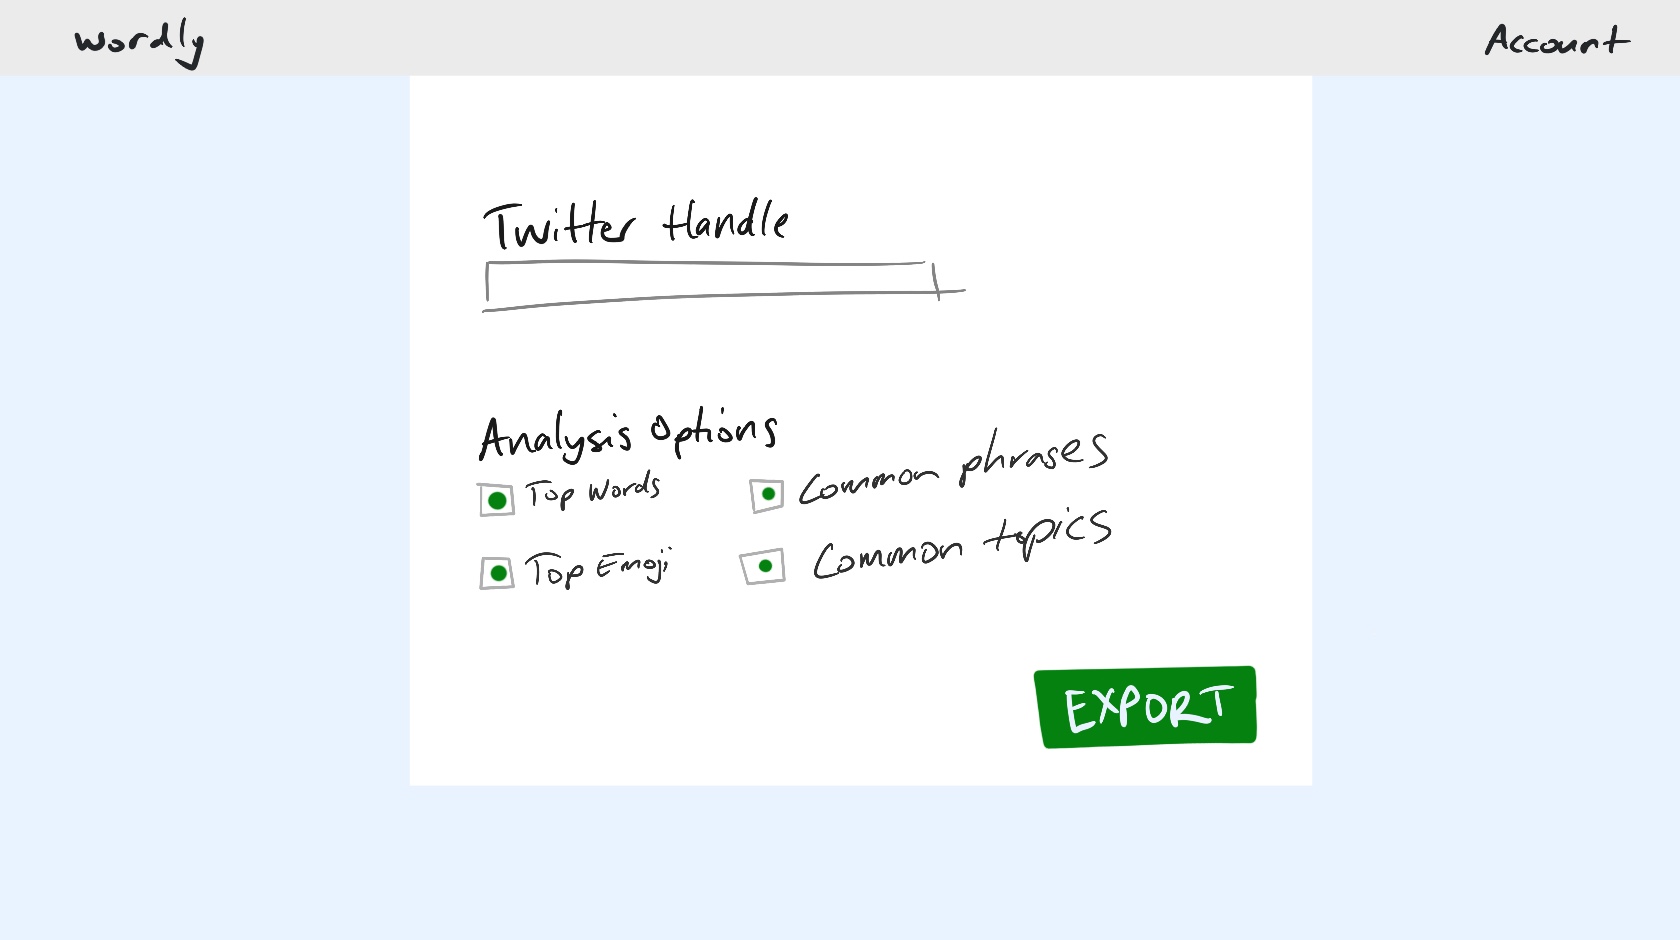 Wordly
Account
Twitter Handle
Analysis Options
Top Words
Common phrases
Top Emoji
Common topics
EXPORT